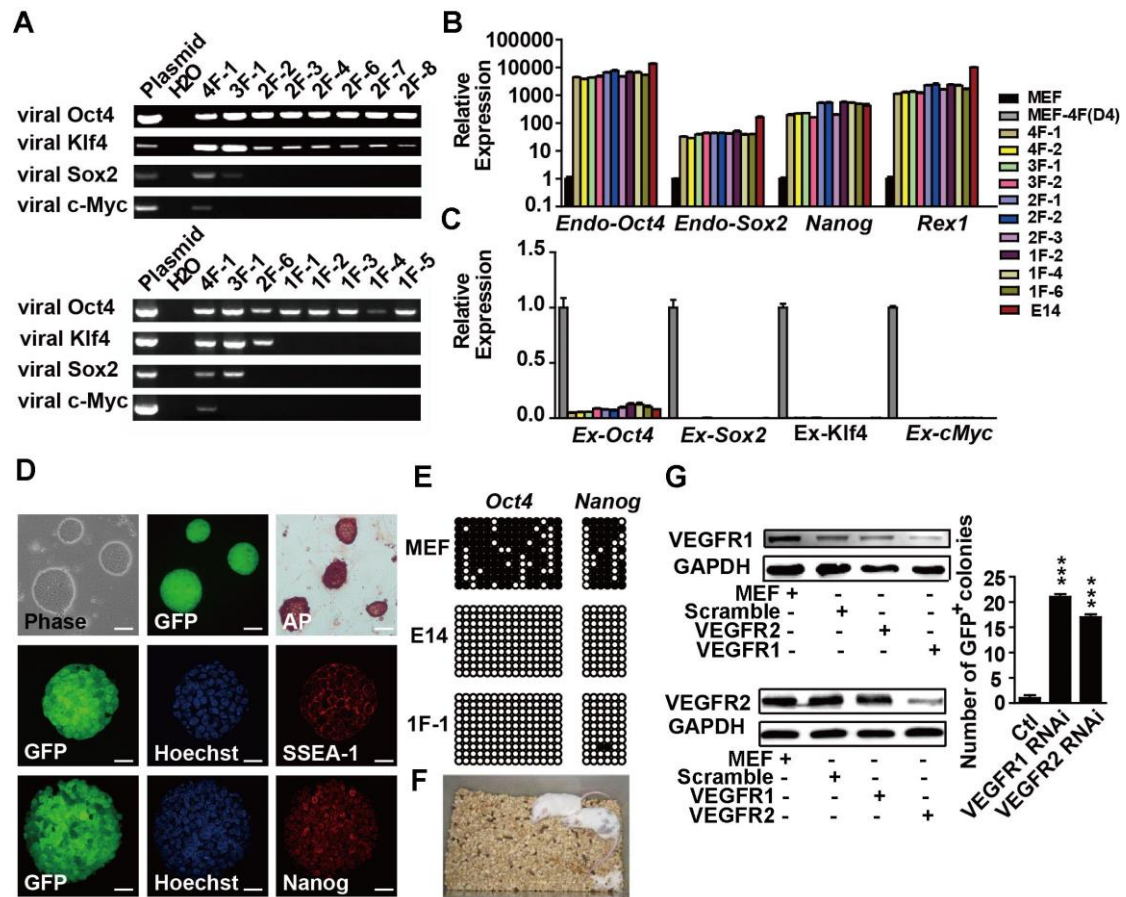 A
Plasmid H2O 4F-1 3F-1 2F-2 2F-3 2F-4 2F-6 2F-7 2F-8
viral Oct4
viral Klf4
viral Sox2
viral c-Myc
Plasmid H2O 4F-1 3F-1 2F-6 1F-1 1F-2 1F-3 1F-4 1F-5
viral Oct4
viral Klf4
viral Sox2
viral c-Myc
B
Relative Expression
100000
10000
1000
100
10
1
0.1
Endo-Oct4 Endo-Sox2 Nanog Rex1
C
Relative Expression
1.5
1.0
0.5
0.0
Ex-Oct4 Ex-Sox2 Ex-Klf4 Ex-cMyc
MEF
MEF-4F(D4)
4F-1
4F-2
3F-1
3F-2
2F-1
2F-2
2F-3
1F-2
1F-4
1F-6
E14
D
Phase GFP AP
GFP Hoechst SSEA-1
GFP Hoechst Nanog
E
Oct4 Nanog
MEF
E14
1F-1
F
G
VEGFR1
GAPDH
MEF + - - -
Scramble - + - -
VEGFR2 - - + -
VEGFR1 - - - +
VEGFR2
GAPDH
MEF + - - -
Scramble - + - -
VEGFR1 - - + -
VEGFR2 - - - +
Number of GFP+ colonies
25
20
15
10
5
0
*** ***
Ctl
VEGFR1 RNAi
VEGFR2 RNAi